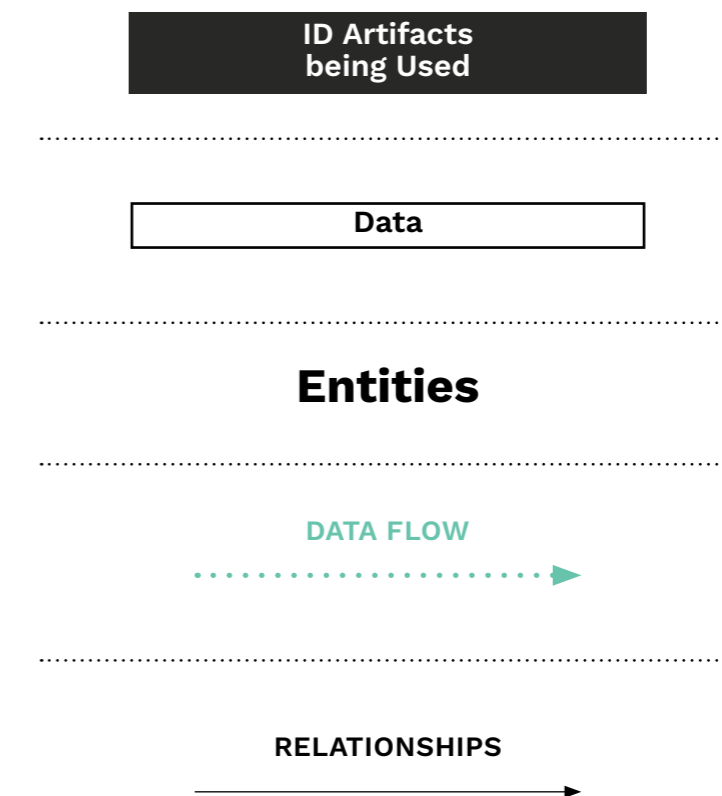 ID Artifacts
being Used
Data
Entities
DATA FLOW
RELATIONSHIPS